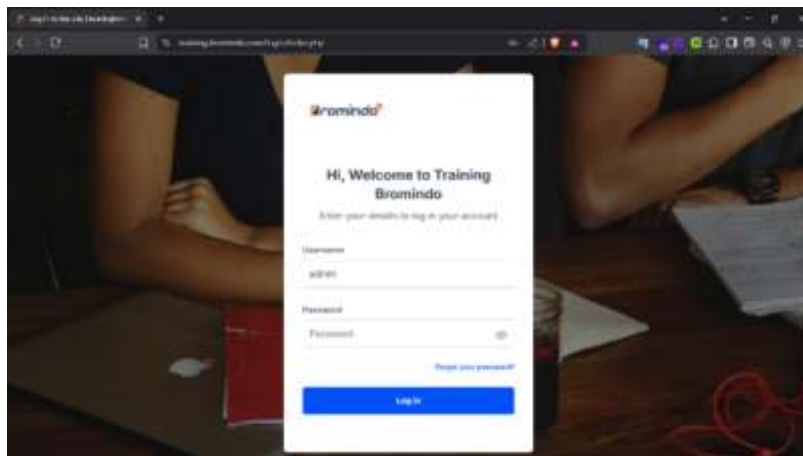 Bromindo
Hi, Welcome to Training
Bromindo
Enter your details to log in your account
Username
admin
Password
Password
Forgot your password?
Log in